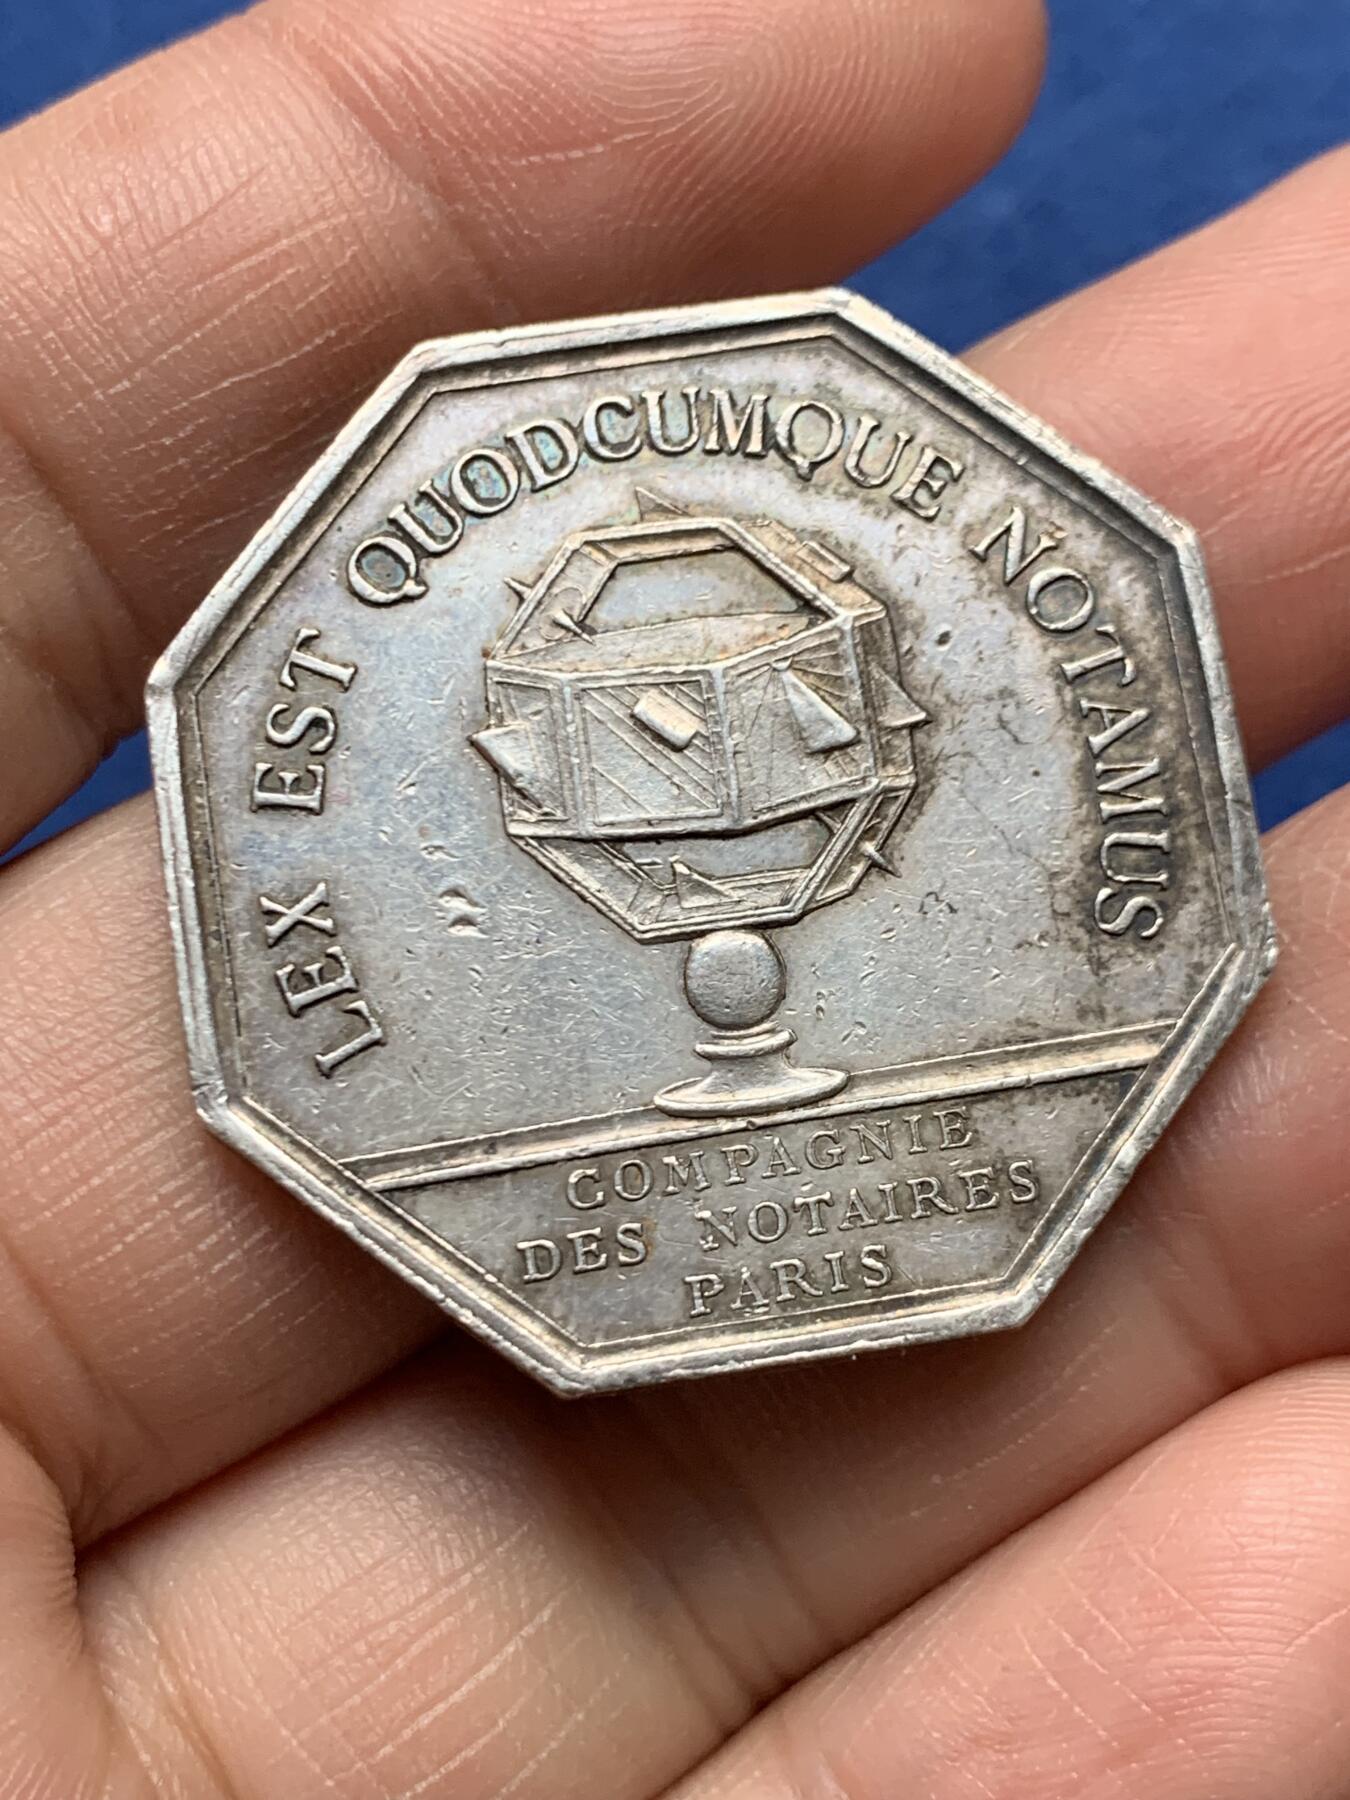 LEX EST QUODCUMQUE NOTAMUS
COMPAGNIE
DES NOTAIRES
PARIS